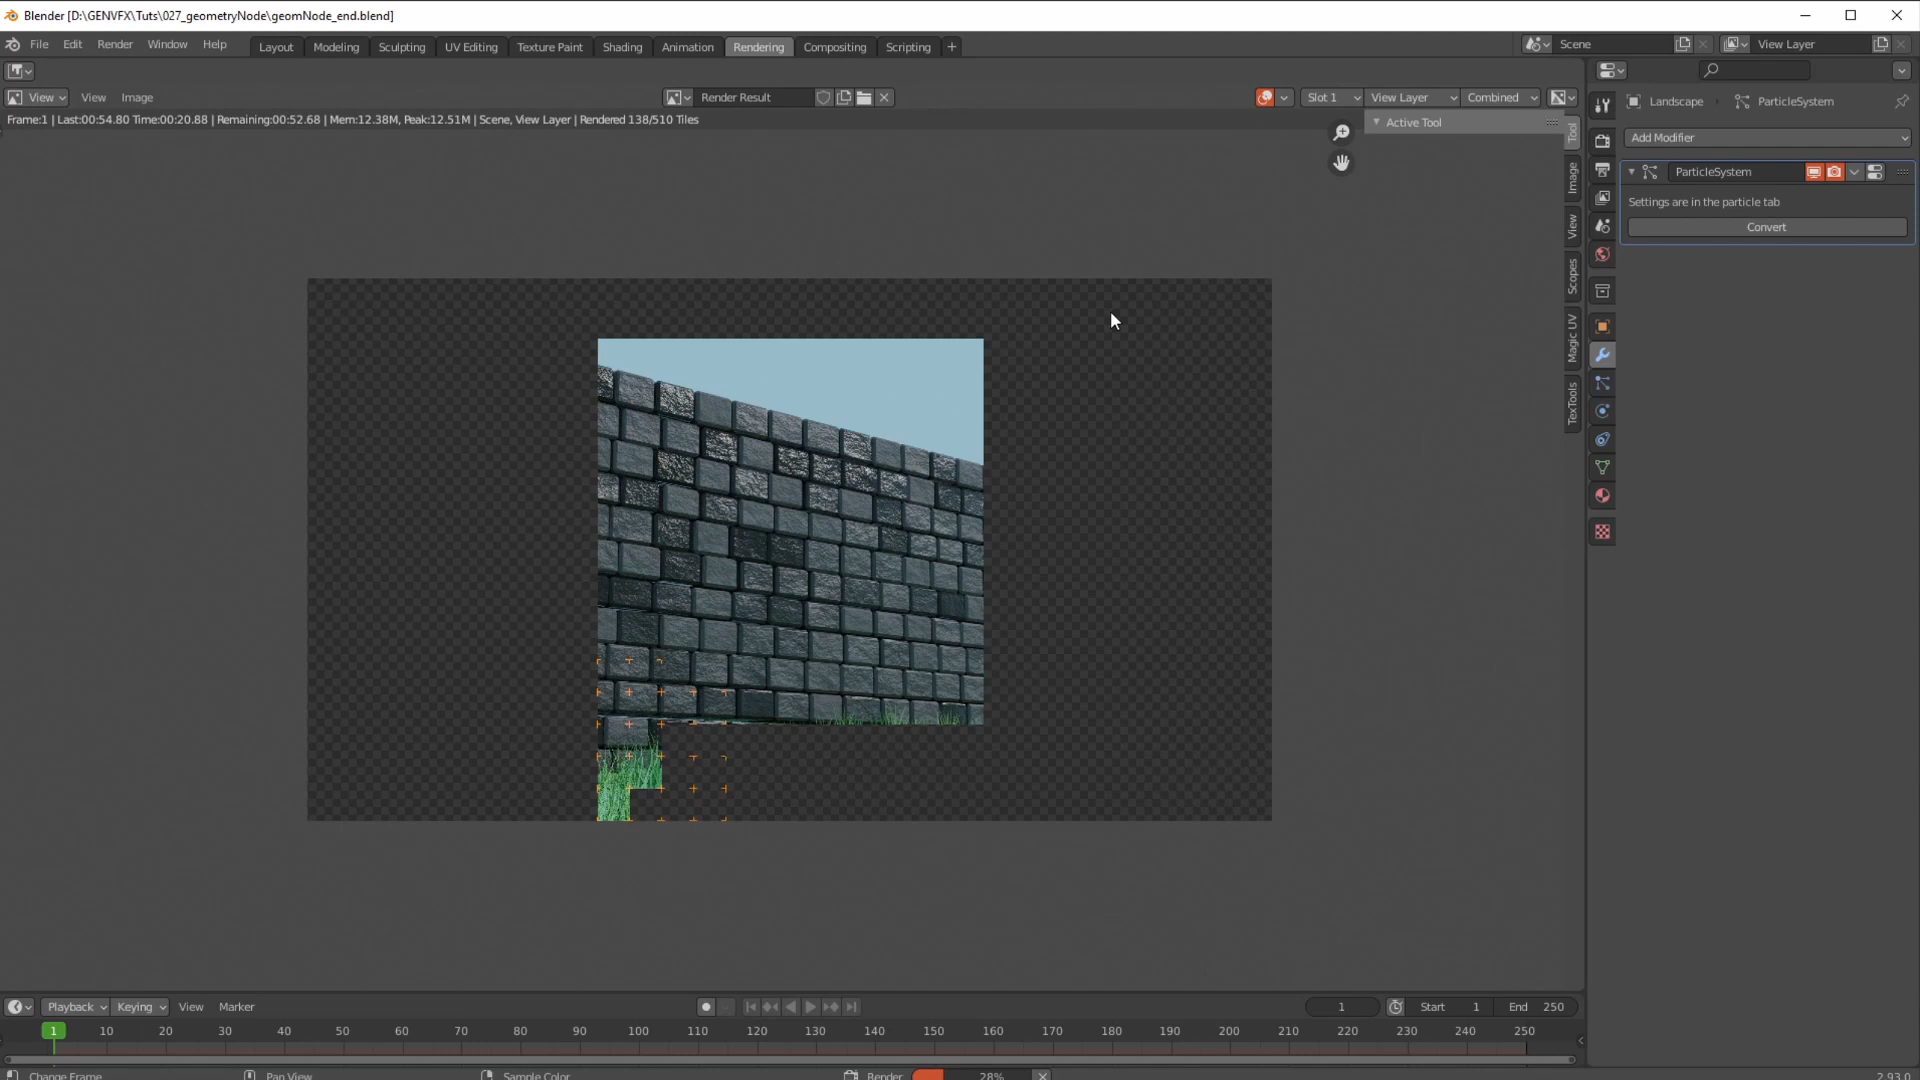 Blender [D:\GENVFX\Tuts\027_geometryNode\geomNode_end.blend]
File Edit Render Window Help Layout Modeling Sculpting UV Editing Texture Paint Shading Animation Rendering Compositing Scripting + Scene View Layer
View View Image Render Result Slot 1 View Layer Combined
Landscape ParticleSystem
Frame:1 | Last:00:54.80 Time:00:20.88 | Remaining:00:52.68 | Mem:12.38M, Peak:12.51M | Scene, View Layer | Rendered 138/510 Tiles
Active Tool
Tool
Image
View
Scopes
Magic UV
TexTools
Add Modifier
ParticleSystem
Settings are in the particle tab
Convert
Playback Keying View Marker 1 Start 1 End 250
1 10 20 30 40 50 60 70 80 90 100 110 120 130 140 150 160 170 180 190 200 210 220 230 240 250
Change Frame Pan View Sample Color Render 28% 2.93.0